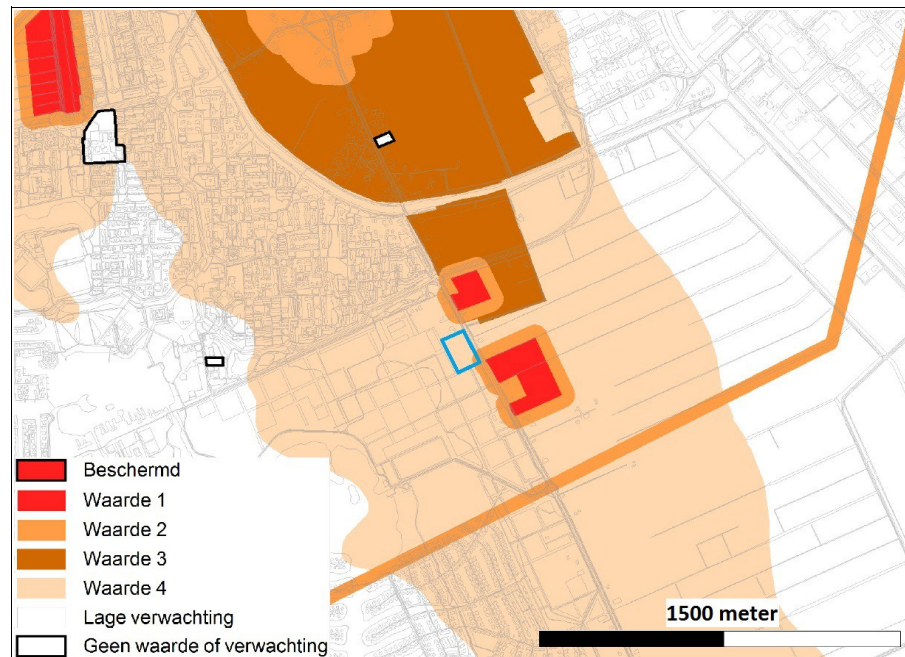 Beschermd
Waarde 1
Waarde 2
Waarde 3
Waarde 4
Lage verwachting
Geen waarde of verwachting
1500 meter